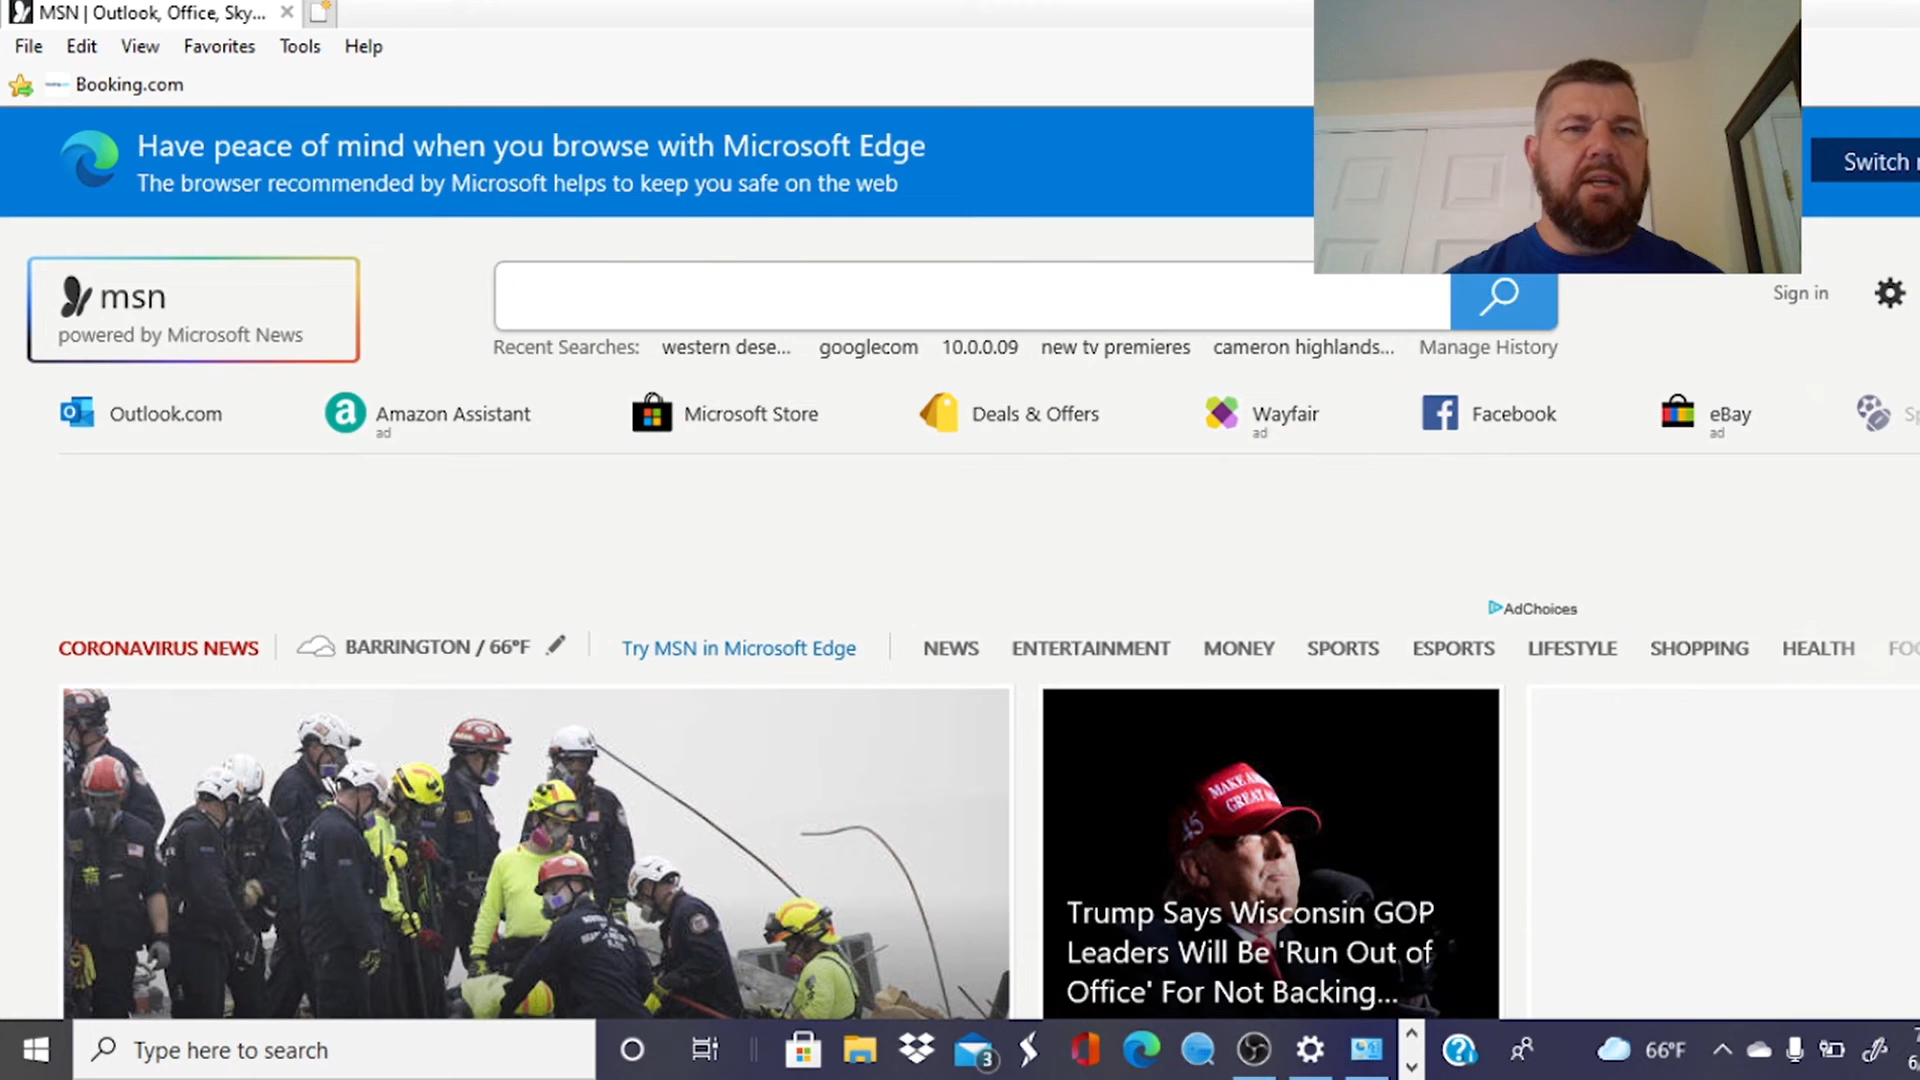 MSN | Outlook, Office, Sky...
File Edit View Favorites Tools Help
Booking.com
Have peace of mind when you browse with Microsoft Edge
The browser recommended by Microsoft helps to keep you safe on the web
Switch
msn
powered by Microsoft News
Sign in
Recent Searches: western dese... googlecom 10.0.0.09 new tv premieres cameron highlands... Manage History
Outlook.com Amazon Assistant Microsoft Store Deals & Offers Wayfair Facebook eBay
ad ad ad
AdChoices
CORONAVIRUS NEWS BARRINGTON / 66°F Try MSN in Microsoft Edge NEWS ENTERTAINMENT MONEY SPORTS ESPORTS LIFESTYLE SHOPPING HEALTH
45
Trump Says Wisconsin GOP
Leaders Will Be 'Run Out of
Office' For Not Backing...
Type here to search 3 66°F